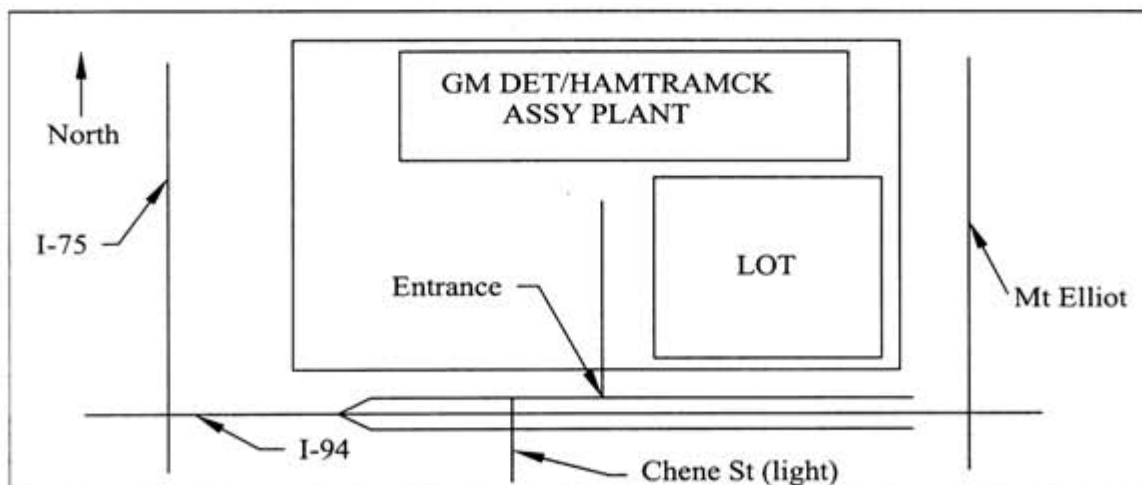 GM DET/HAMTRAMCK
ASSY PLANT
North
I-75
LOT
Entrance
Mt Elliot
I-94
Chene St (light)